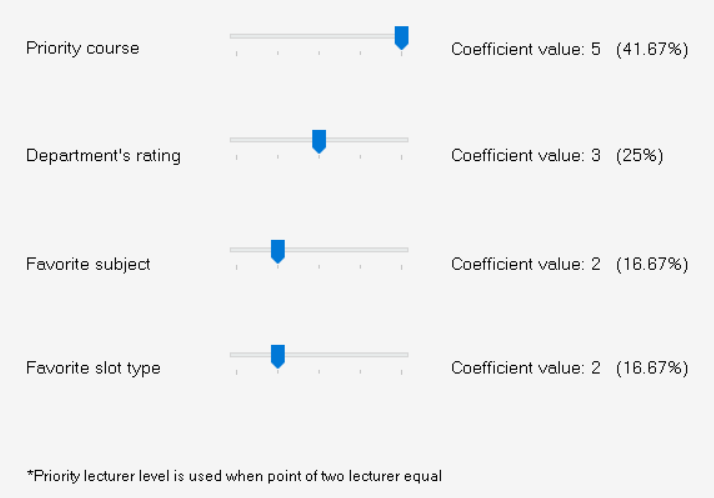 Priority course Coefficient value: 5 (41.67%)
Department's rating Coefficient value: 3 (25%)
Favorite subject Coefficient value: 2 (16.67%)
Favorite slot type Coefficient value: 2 (16.67%)
*Priority lecturer level is used when point of two lecturer equal